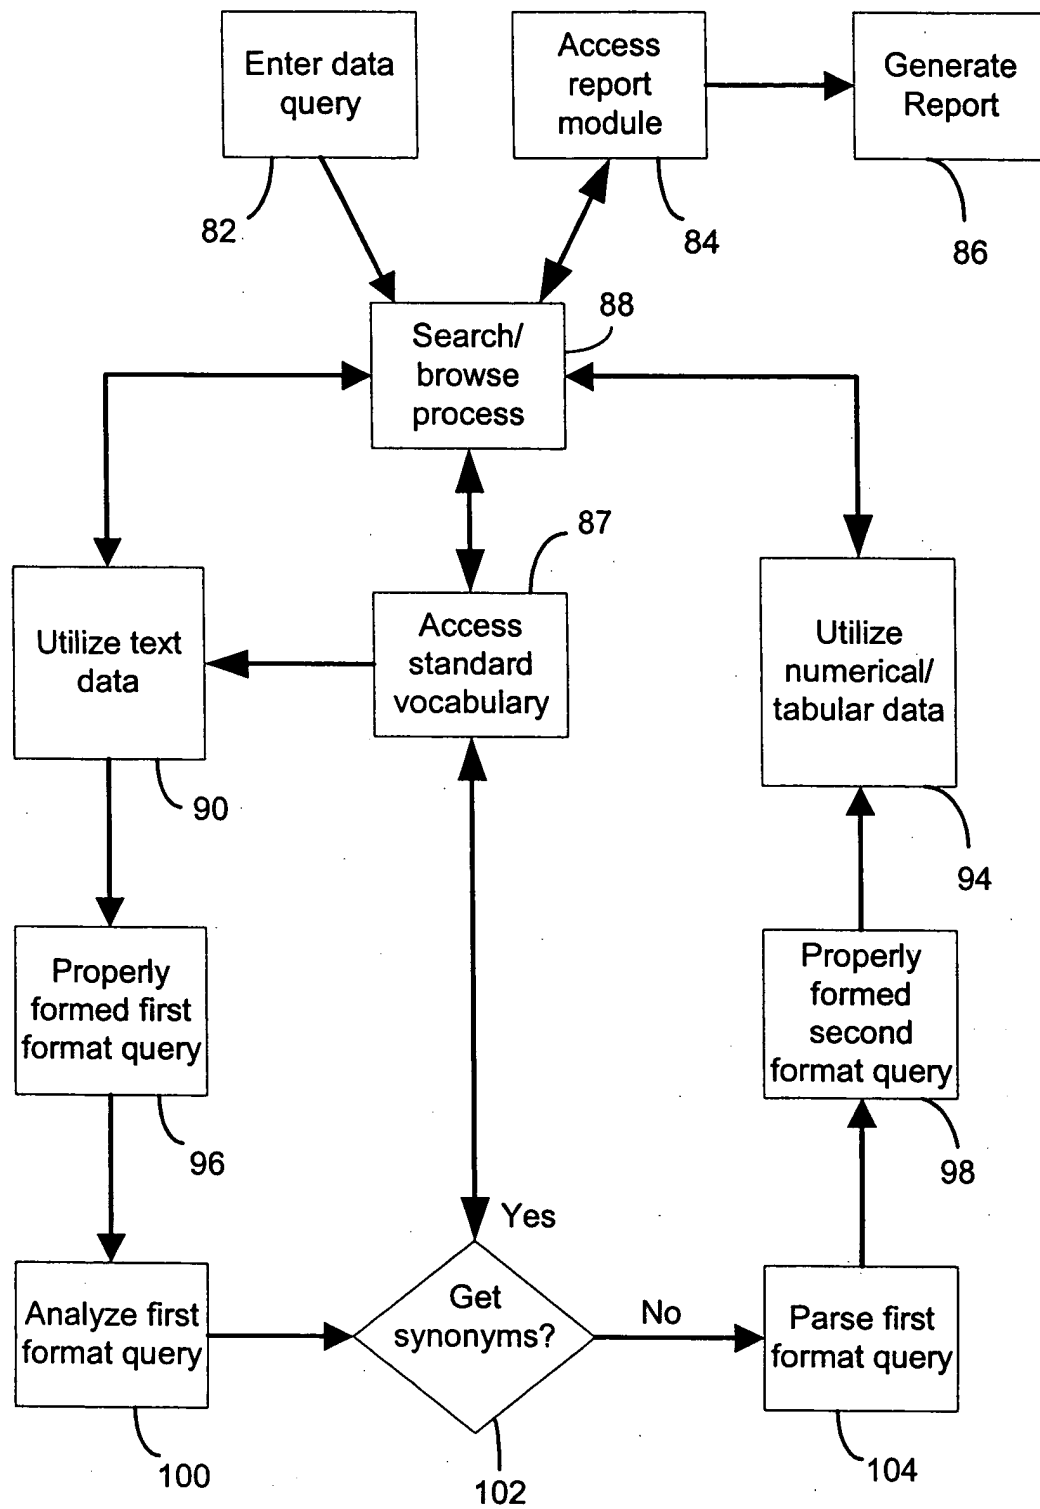 Enter data
query
82
Access
report
module
84
Generate
Report
86
Search/
browse
process
88
Utilize text
data
90
Access
standard
vocabulary
87
Utilize
numerical/
tabular data
94
Properly
formed first
format query
96
Properly
formed
second
format query
98
Analyze first
format query
100
Get
synonyms?
102
Yes
No
Parse first
format query
104